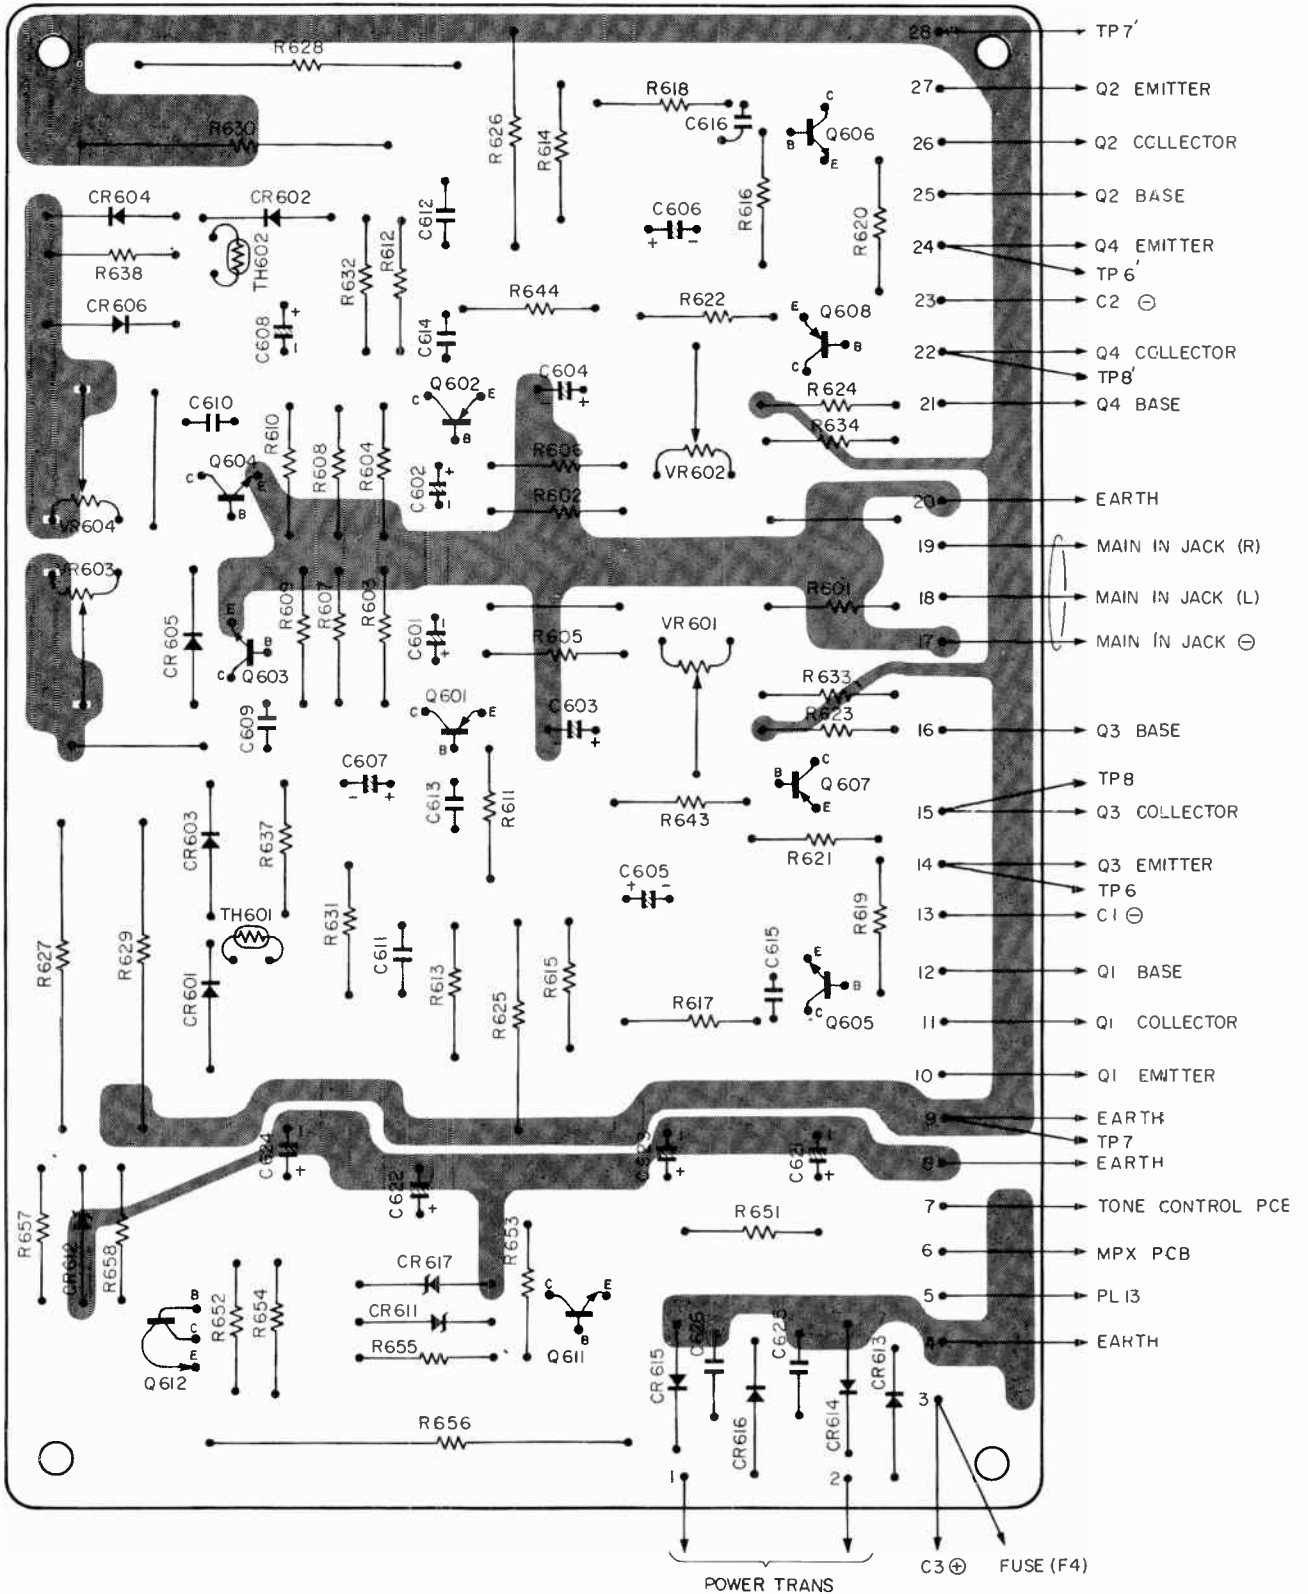 28 TP7'
R628
27 Q2 EMITTER
R618
C616
Q606
C
B
E
R630
R626
R614
26 Q2 COLLECTOR
CR604
CR602
C612
C606
+ -
R616
R620
25 Q2 BASE
R638
TH602
R632
R612
24 Q4 EMITTER
TP6'
CR606
C608
+
-
R644
R622
Q608
E
B
C
23 C2 ⊖
C614
22 Q4 COLLECTOR
TP8'
Q602
C
E
B
C604
+
R624
21 Q4 BASE
C610
R610
R608
R604
R634
Q604
C
E
B
C602
+
-
R606
R602
VR602
VR604
20 EARTH
19 MAIN IN JACK (R)
VR603
R601
18 MAIN IN JACK (L)
CR605
E
B
C
Q603
R609
R607
R603
C601
-
+
R605
VR601
17 MAIN IN JACK ⊖
R633
C609
Q601
C
E
B
C603
+
R623
16 Q3 BASE
C607
- +
C613
R611
Q607
C
B
E
TP8
R643
15 Q3 COLLECTOR
CR603
R637
R621
14 Q3 EMITTER
TP6
C605
+ -
TH601
R631
R619
13 C1 ⊖
R627
R629
CR601
C611
R613
R625
R615
C615
E
B
C
Q605
12 Q1 BASE
R617
11 Q1 COLLECTOR
10 Q1 EMITTER
9 EARTH
TP7
C624
-
+
C623
-
+
C621
-
+
8 EARTH
C622
+
R657
CR612
R658
R653
R651
7 TONE CONTROL PCB
6 MPX PCB
CR617
5 PL13
R652
R654
B
C
E
Q612
CR611
R655
C
E
B
Q611
4 EARTH
CR615
C626
CR616
C625
CR614
CR613
3
R656
1
2
C3⊕ FUSE (F4)
POWER TRANS